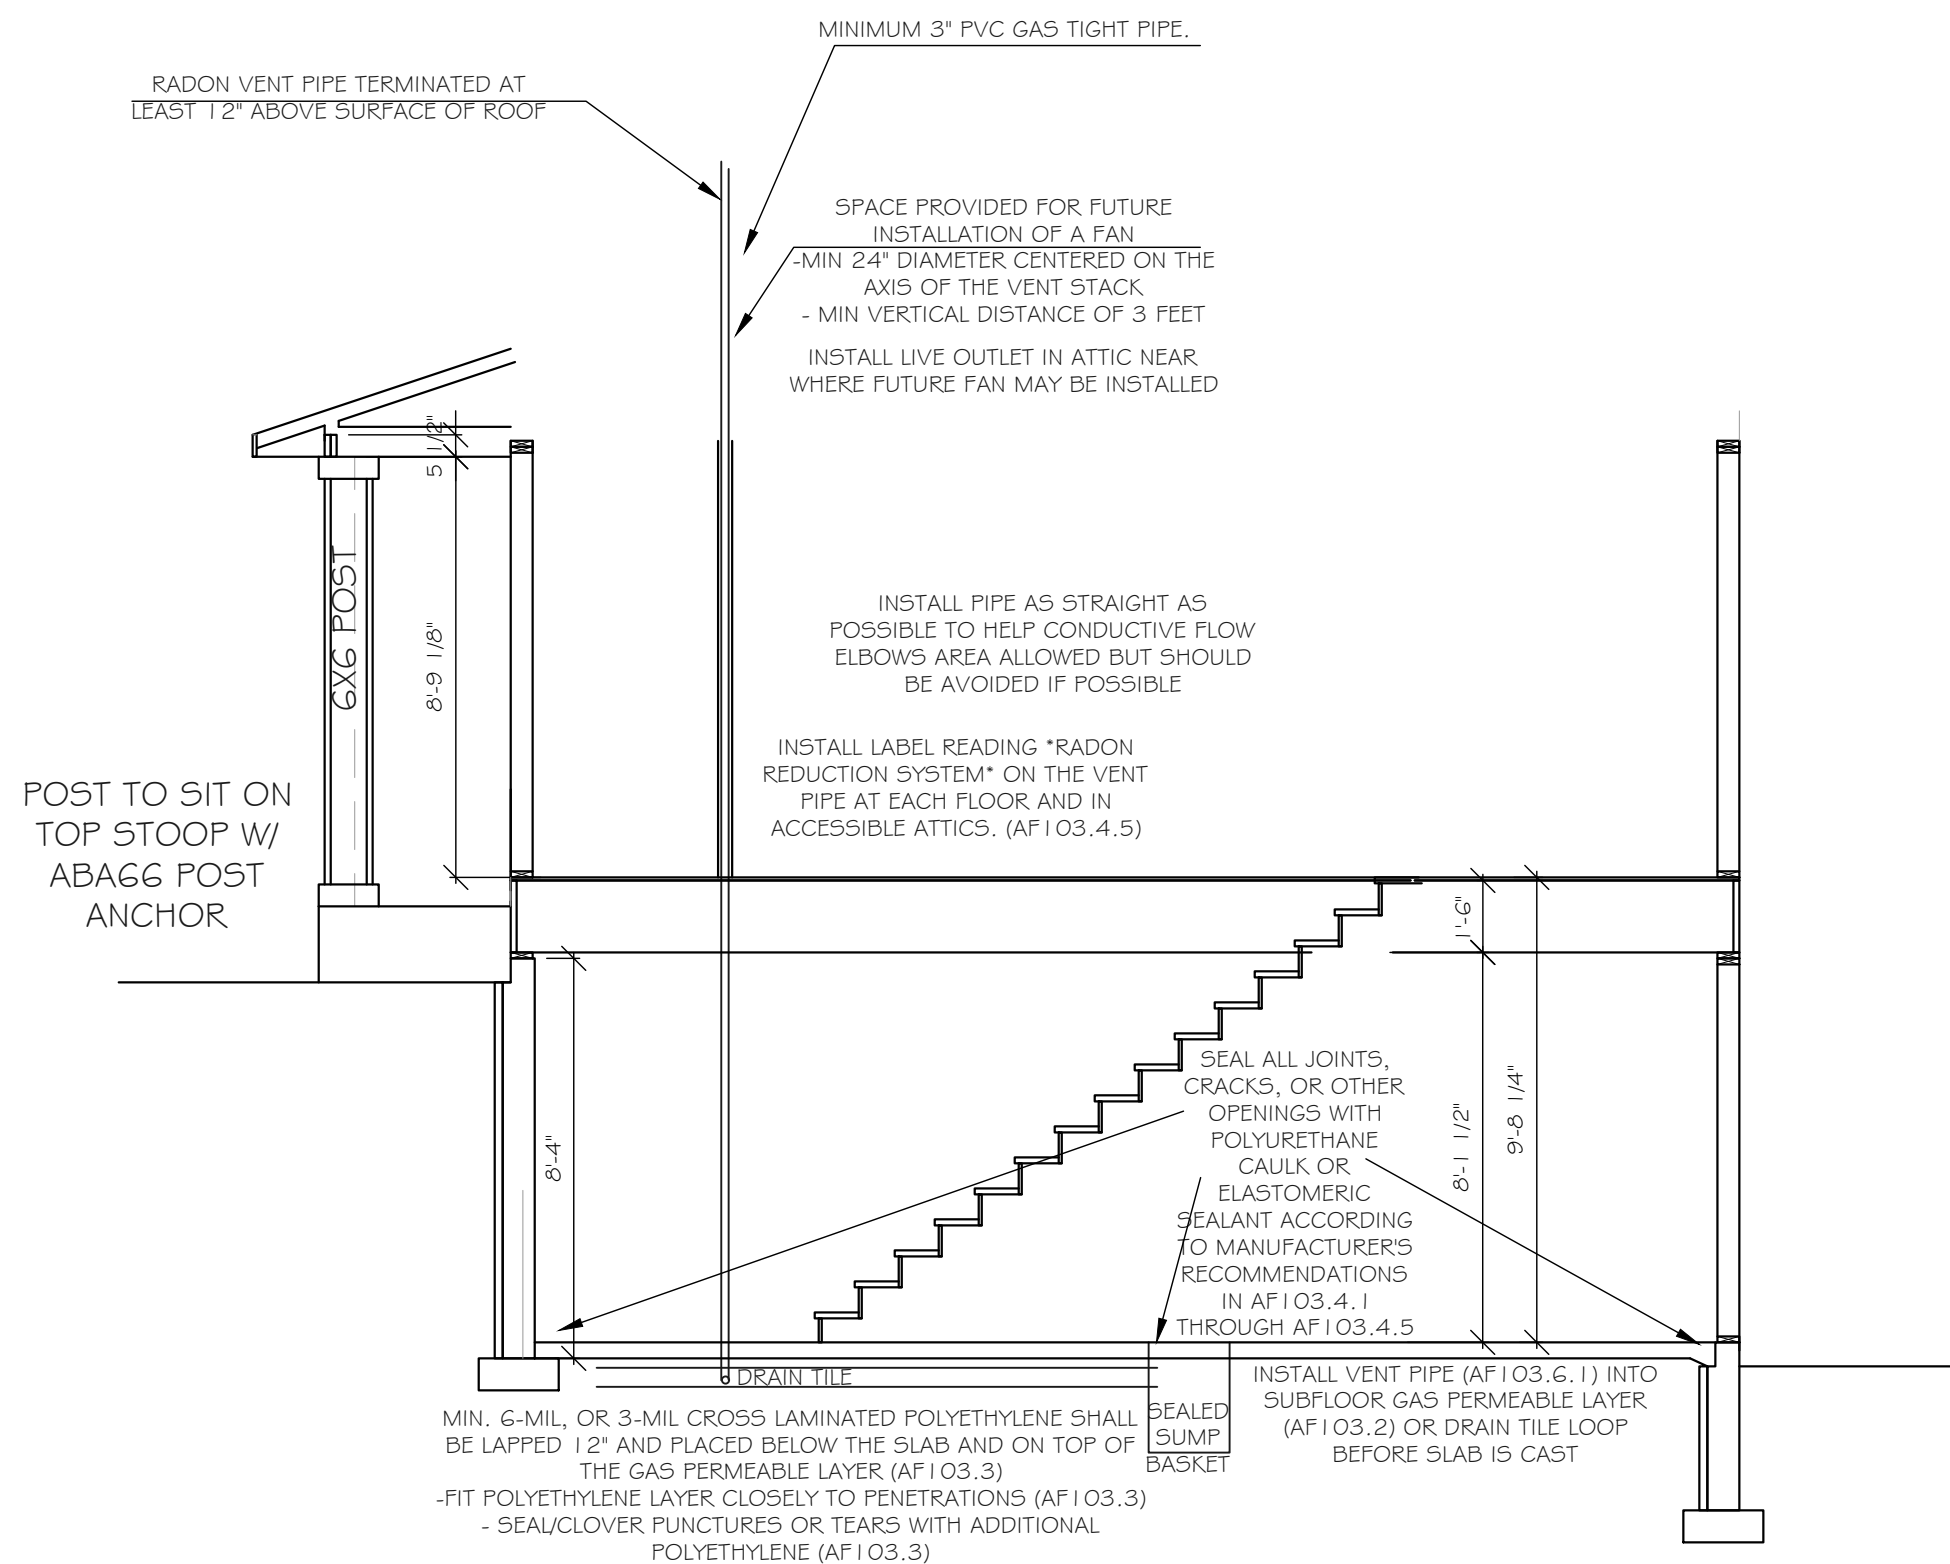 MINIMUM 3" PVC GAS TIGHT PIPE.
RADON VENT PIPE TERMINATED AT
LEAST 12" ABOVE SURFACE OF ROOF
SPACE PROVIDED FOR FUTURE
INSTALLATION OF A FAN
-MIN 24" DIAMETER CENTERED ON THE
AXIS OF THE VENT STACK
- MIN VERTICAL DISTANCE OF 3 FEET
INSTALL LIVE OUTLET IN ATTIC NEAR
WHERE FUTURE FAN MAY BE INSTALLED
5 1/2"
6X6 POST
8'-9 1/8"
INSTALL PIPE AS STRAIGHT AS
POSSIBLE TO HELP CONDUCTIVE FLOW
ELBOWS AREA ALLOWED BUT SHOULD
BE AVOIDED IF POSSIBLE
INSTALL LABEL READING *RADON
REDUCTION SYSTEM* ON THE VENT
PIPE AT EACH FLOOR AND IN
ACCESSIBLE ATTICS. (AF103.4.5)
POST TO SIT ON
TOP STOOP W/
ABA66 POST
ANCHOR
1'-6"
8'-4"
SEAL ALL JOINTS,
CRACKS, OR OTHER
OPENINGS WITH
POLYURETHANE
CAULK OR
ELASTOMERIC
SEALANT ACCORDING
TO MANUFACTURER'S
RECOMMENDATIONS
IN AF103.4.1
THROUGH AF103.4.5
8'-1 1/2"
9'-8 1/4"
DRAIN TILE
SEALED
SUMP
BASKET
INSTALL VENT PIPE (AF103.6.1) INTO
SUBFLOOR GAS PERMEABLE LAYER
(AF103.2) OR DRAIN TILE LOOP
BEFORE SLAB IS CAST
MIN. 6-MIL, OR 3-MIL CROSS LAMINATED POLYETHYLENE SHALL
BE LAPPED 12" AND PLACED BELOW THE SLAB AND ON TOP OF
THE GAS PERMEABLE LAYER (AF103.3)
-FIT POLYETHYLENE LAYER CLOSELY TO PENETRATIONS (AF103.3)
- SEAL/CLOVER PUNCTURES OR TEARS WITH ADDITIONAL
POLYETHYLENE (AF103.3)